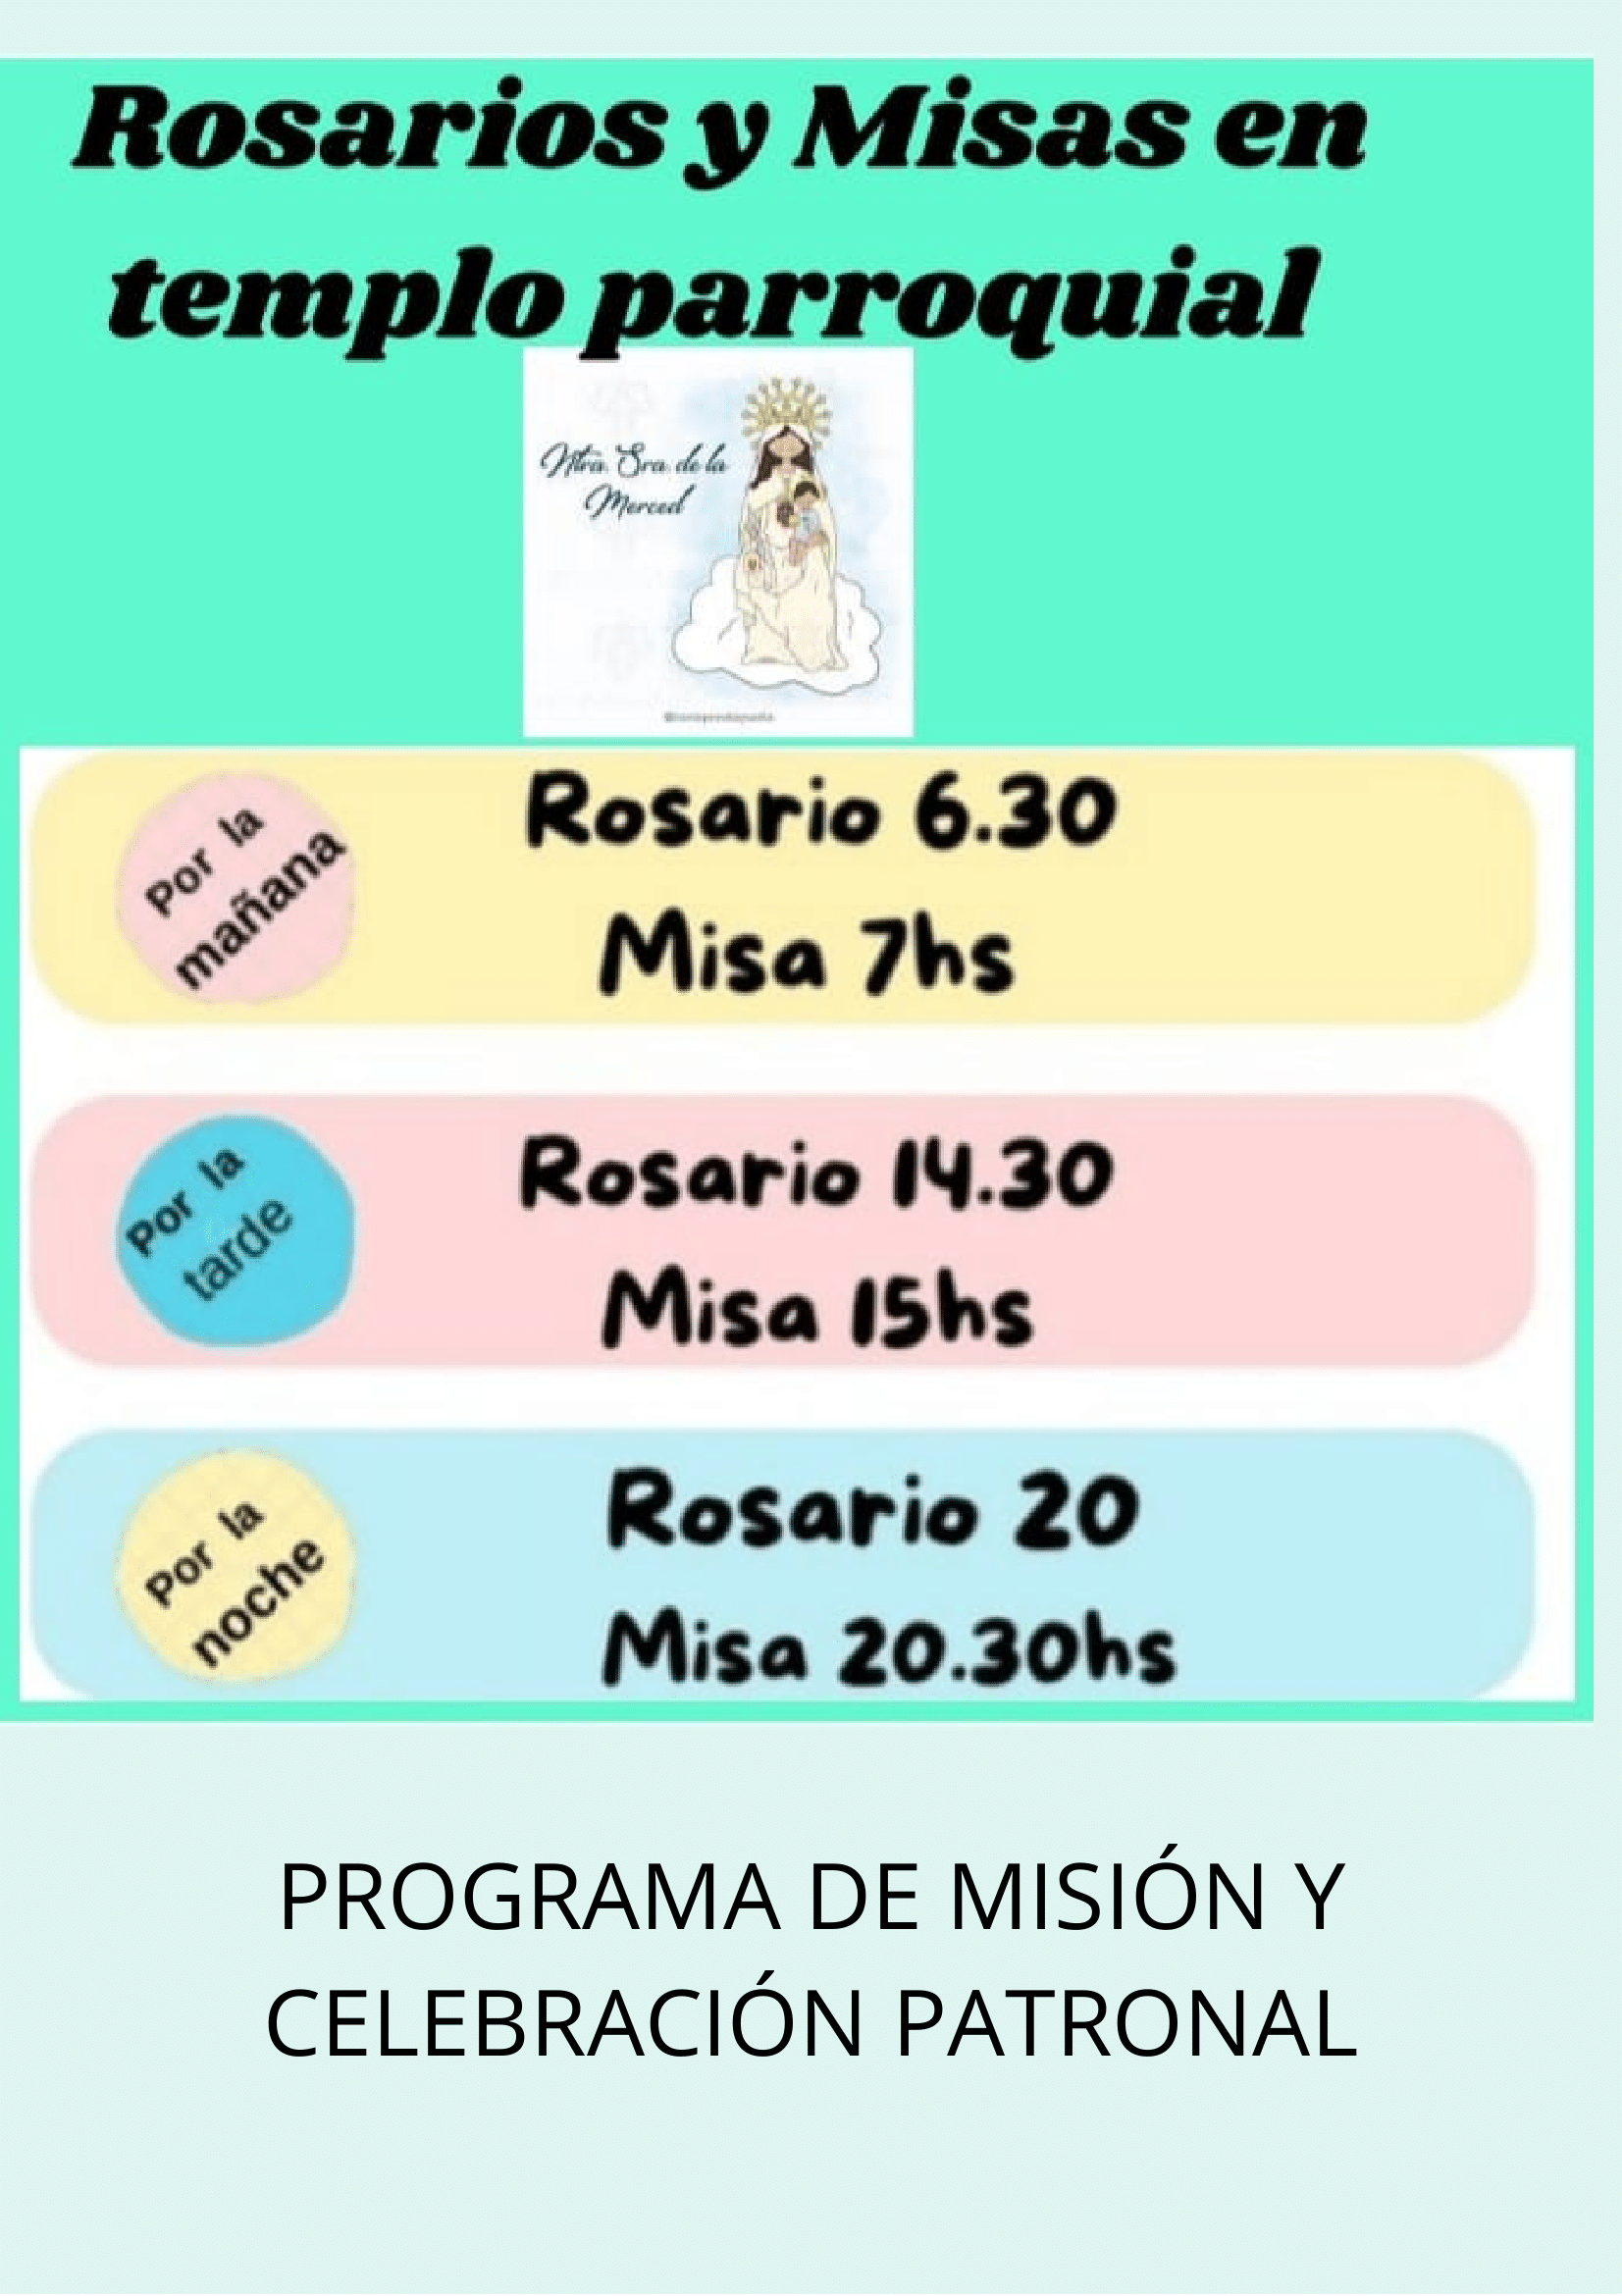 Rosarios y Misas en
templo parroquial
Ntra. Sra. de la
Merced
Por la
mañana
Rosario 6.30
Misa 7hs
Por la
tarde
Rosario 14.30
Misa 15hs
Por la
noche
Rosario 20
Misa 20.30hs
PROGRAMA DE MISIÓN Y
CELEBRACIÓN PATRONAL